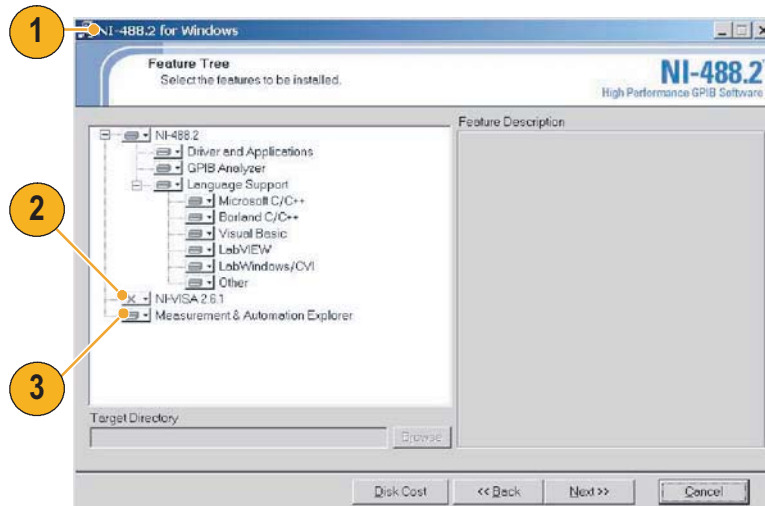 1
NI-488.2 for Windows
Feature Tree
Select the features to be installed.
NI-488.2
High Performance GPIB Software
Feature Description
NI-488.2
Driver and Applications
GPIB Analyzer
Language Support
Microsoft C/C++
Borland C/C++
Visual Basic
LabVIEW
LabWindows/CVI
Other
2
NI-VISA 2.6.1
3
Measurement & Automation Explorer
Target Directory
Browse
Disk Cost
<< Back
Next >>
Cancel